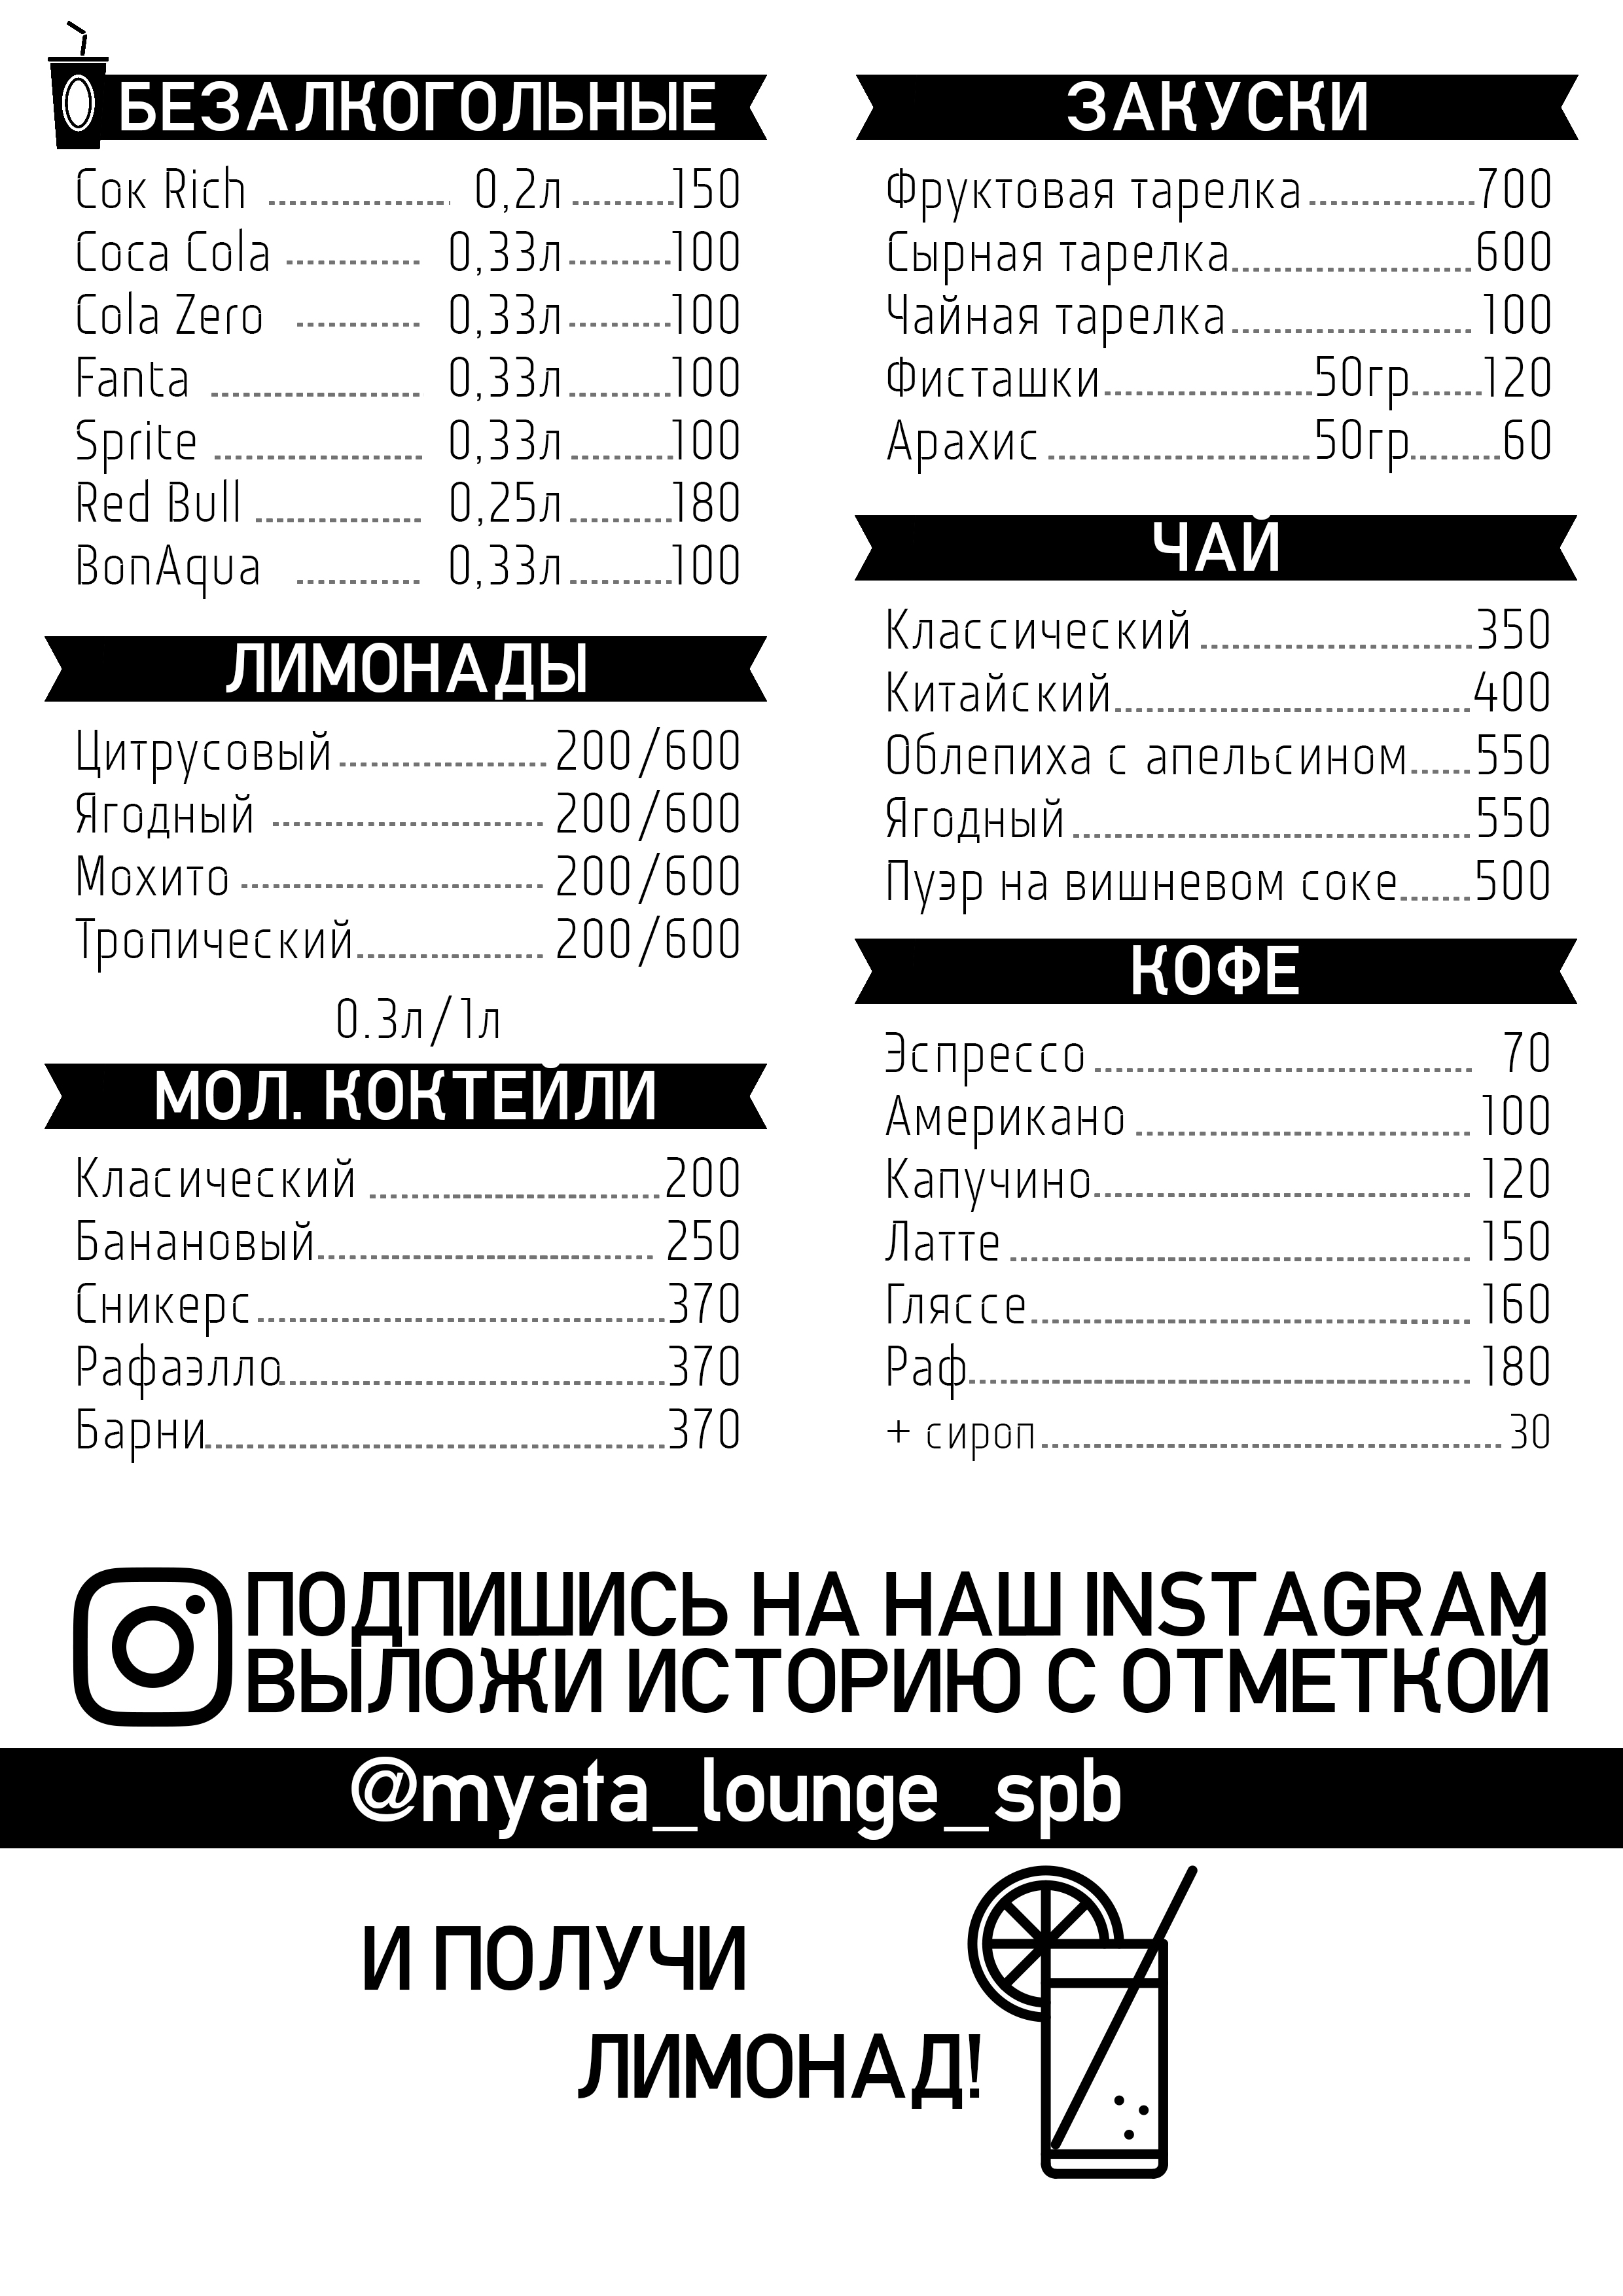 БЕЗАЛКОГОЛЬНЫЕ
Сок Rich 0,2л 150
Coca Cola 0,33л 100
Cola Zero 0,33л 100
Fanta 0,33л 100
Sprite 0,33л 100
Red Bull 0,25л 180
BonAqua 0,33л 100
ЛИМОНАДЫ
Цитрусовый 200/600
Ягодный 200/600
Мохито 200/600
Тропический 200/600
0.3л/1л
МОЛ. КОКТЕЙЛИ
Класический 200
Банановый 250
Сникерс 370
Рафаэлло 370
Барни 370
ЗАКУСКИ
Фруктовая тарелка 700
Сырная тарелка 600
Чайная тарелка 100
Фисташки 50гр 120
Арахис 50гр 60
ЧАЙ
Классический 350
Китайский 400
Облепиха с апельсином 550
Ягодный 550
Пуэр на вишневом соке 500
КОФЕ
Эспрессо 70
Американо 100
Капучино 120
Латте 150
Гляссе 160
Раф 180
+ сироп 30
ПОДПИШИСЬ НА НАШ INSTAGRAM
ВЫЛОЖИ ИСТОРИЮ С ОТМЕТКОЙ
@myata_lounge_spb
И ПОЛУЧИ
ЛИМОНАД!